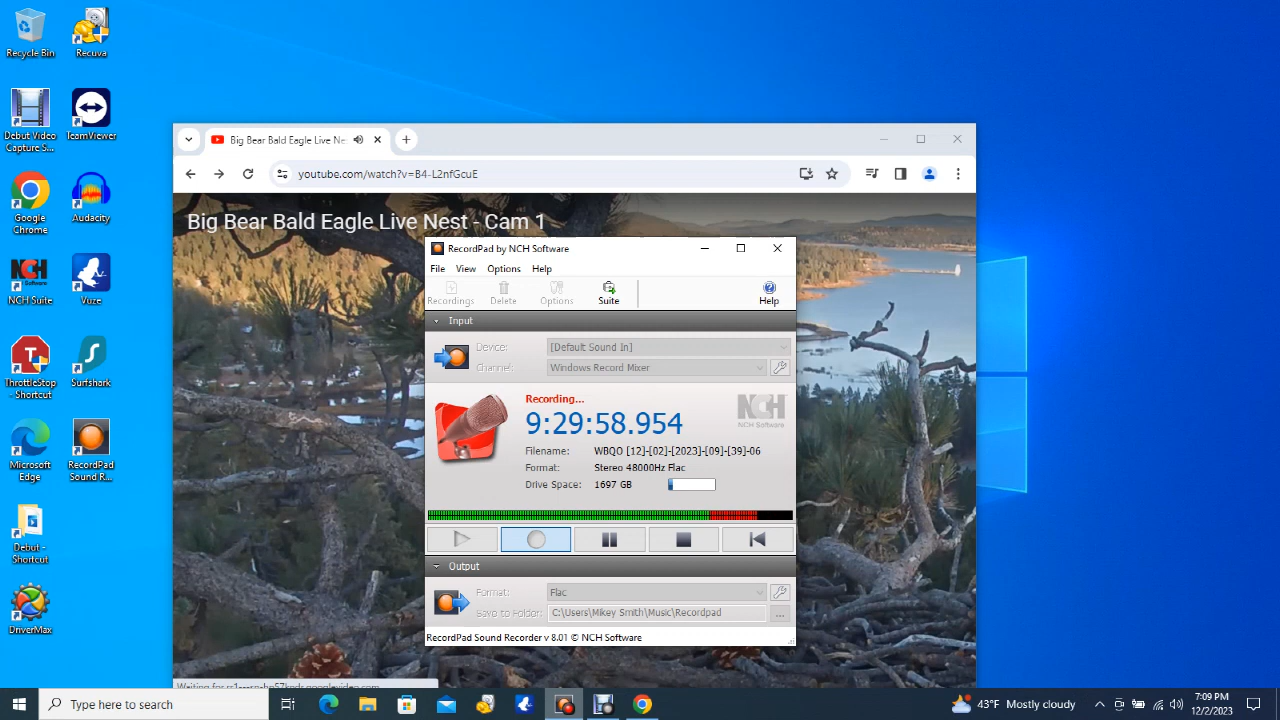 Recycle Bin
Recuva
Debut Video
Capture S...
TeamViewer
Google
Chrome
Audacity
NCH Suite
Vuze
ThrottleStop
- Shortcut
Surfshark
Microsoft
Edge
RecordPad
Sound R...
Debut -
Shortcut
DriverMax
Big Bear Bald Eagle Live Ne
youtube.com/watch?v=B4-L2nfGcuE
Big Bear Bald Eagle Live Nest - Cam 1
RecordPad by NCH Software
File View Options Help
Recordings Delete Options Suite Help
Input
Device: [Default Sound In]
Channel: Windows Record Mixer
Recording...
9:29:58.954
NCH
NCH Software
Filename: WBQO [12]-[02]-[2023]-[09]-[39]-06
Format: Stereo 48000Hz Flac
Drive Space: 1697 GB
Output
Format: Flac
Save to Folder: C:\Users\Mikey Smith\Music\Recordpad
...
RecordPad Sound Recorder v 8.01 © NCH Software
Waiting for
Type here to search
43°F Mostly cloudy
7:09 PM
12/2/2023